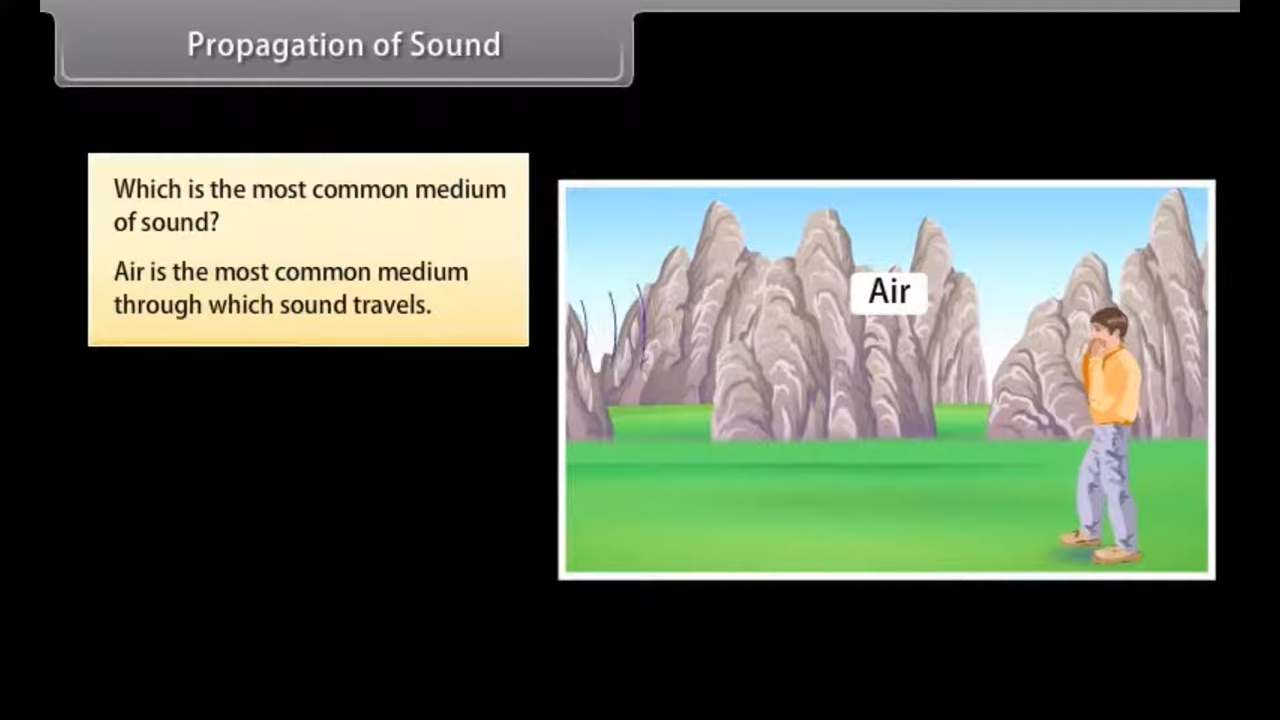 Propagation of Sound
Which is the most common medium
of sound?
Air is the most common medium
through which sound travels.
Air